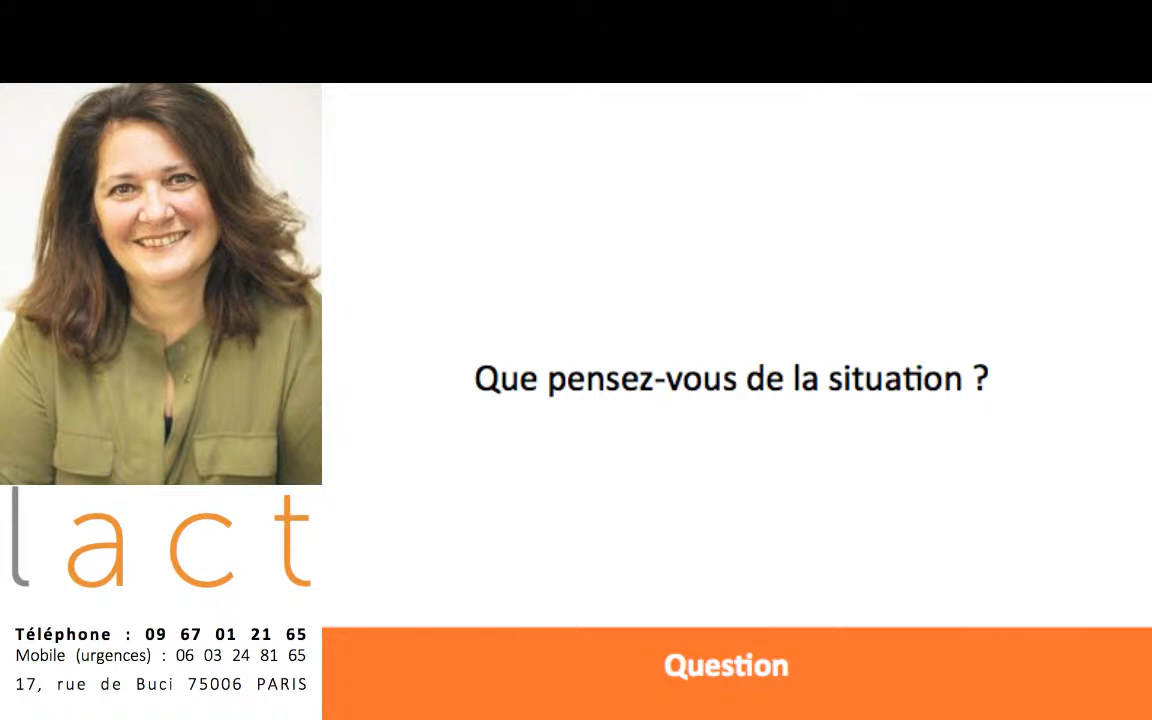 Que pensez-vous de la situation ?
lact
Téléphone : 09 67 01 21 65
Mobile (urgences) : 06 03 24 81 65
17, rue de Buci 75006 PARIS
Question